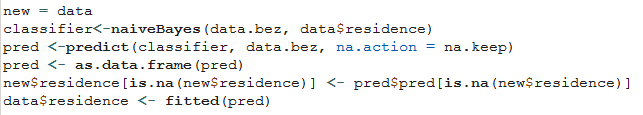 new = data
classifier<-naiveBayes(data.bez, data$residence)
pred <-predict(classifier, data.bez, na.action = na.keep)
pred <- as.data.frame(pred)
new$residence[is.na(new$residence)] <- pred$pred[is.na(new$residence)]
data$residence <- fitted(pred)